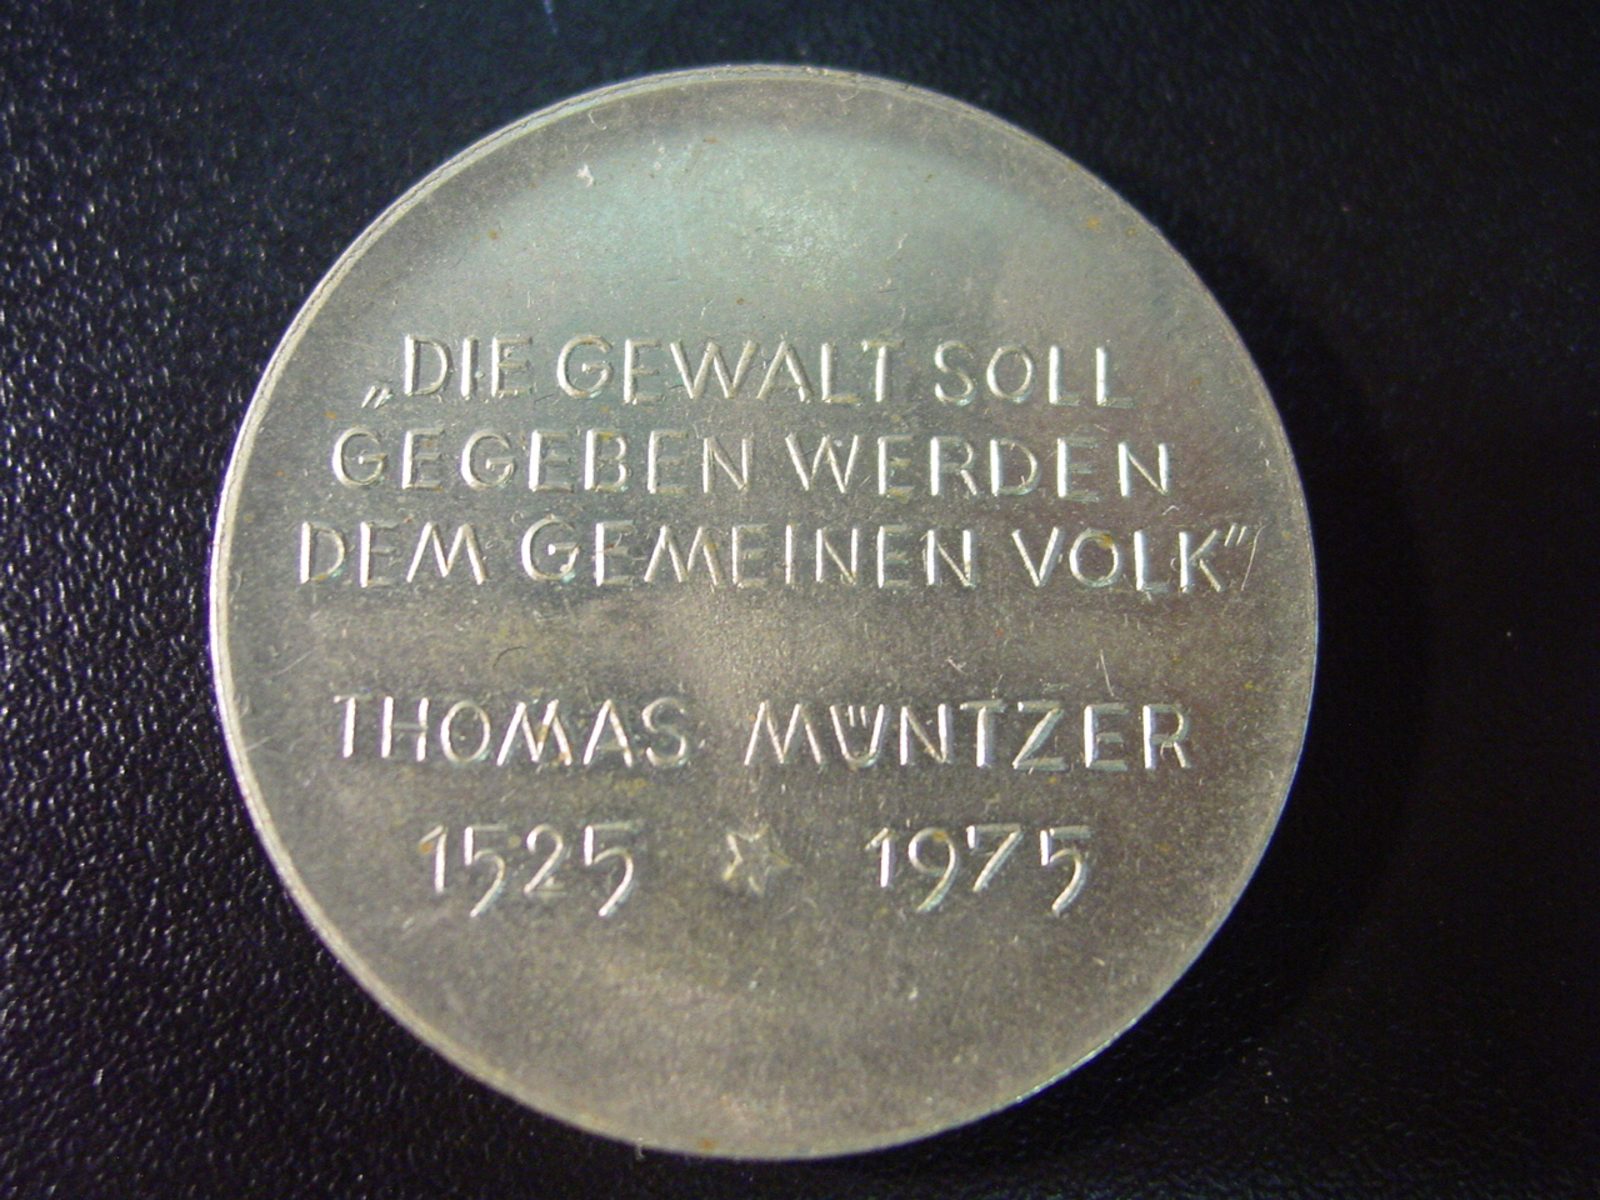 „DIE GEWALT SOLL
GEGEBEN WERDEN
DEM GEMEINEN VOLK"
THOMAS MÜNTZER
1525 ☆ 1975